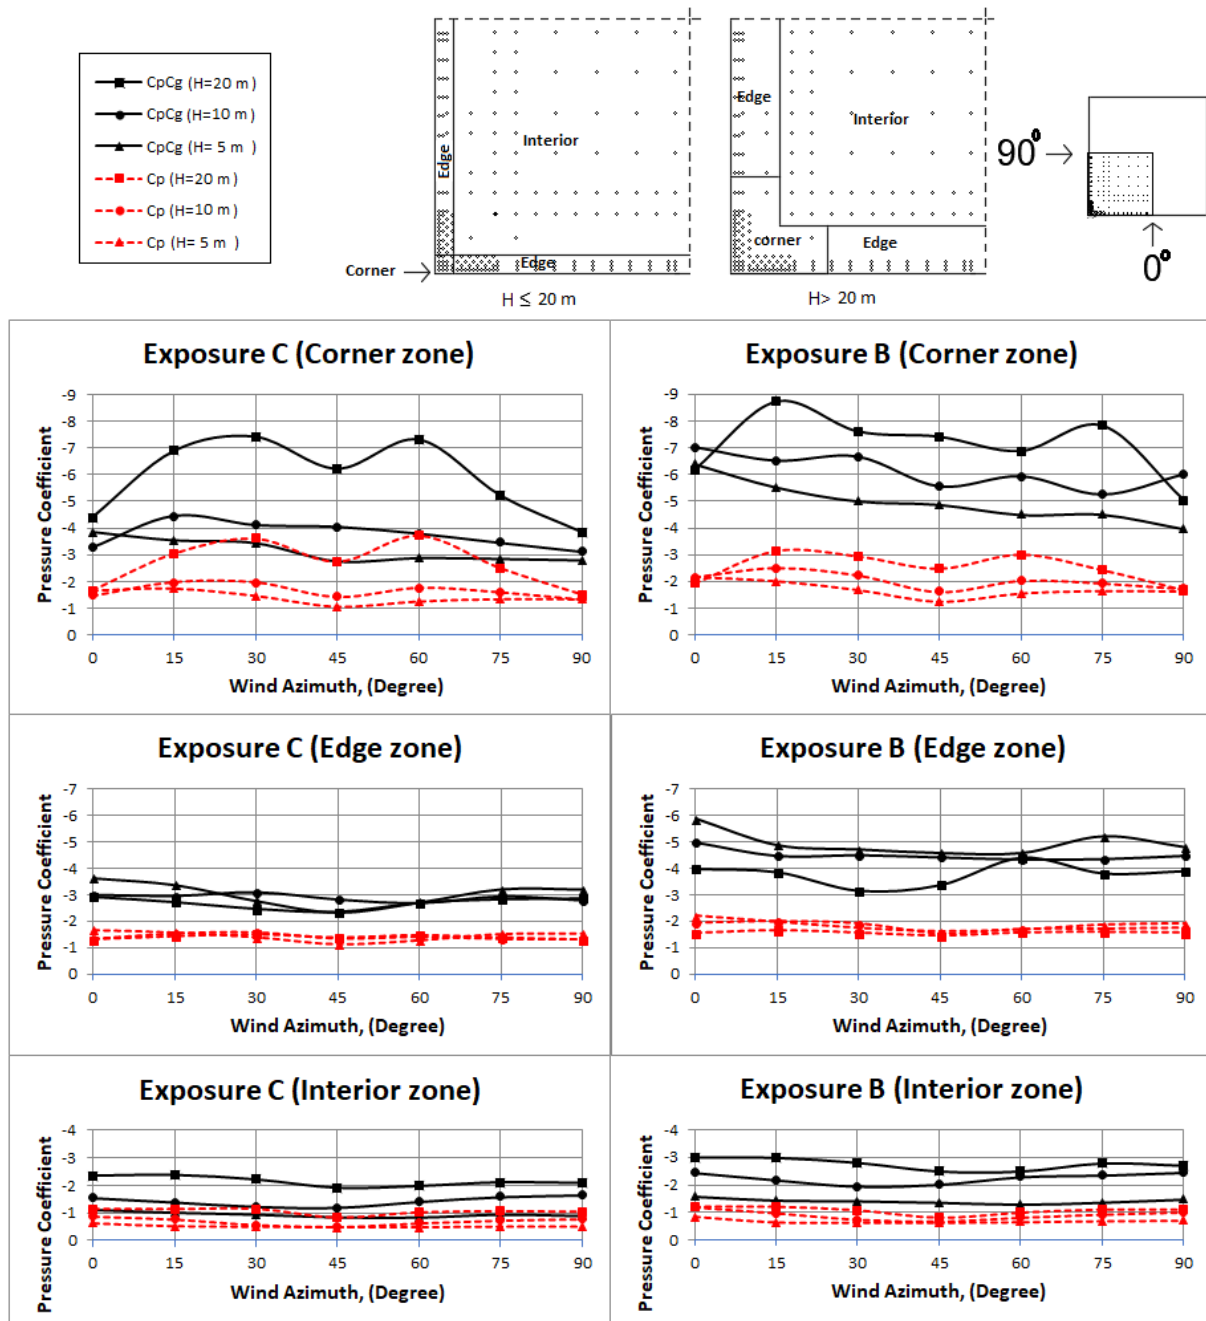 CpCg (H=20 m )
CpCg (H=10 m )
CpCg (H= 5 m )
Cp (H=20 m )
Cp (H=10 m )
Cp (H= 5 m )
Edge
Interior
Edge
Corner
H ≤ 20 m
Edge
Interior
corner
Edge
H> 20 m
90°
0°
Exposure C (Corner zone)
Pressure Coefficient
-9
-8
-7
-6
-5
-4
-3
-2
-1
0
0 15 30 45 60 75 90
Wind Azimuth, (Degree)
Exposure B (Corner zone)
Pressure Coefficient
-9
-8
-7
-6
-5
-4
-3
-2
-1
0
0 15 30 45 60 75 90
Wind Azimuth, (Degree)
Exposure C (Edge zone)
Pressure Coefficient
-7
-6
-5
-4
-3
-2
-1
0
0 15 30 45 60 75 90
Wind Azimuth, (Degree)
Exposure B (Edge zone)
Pressure Coefficient
-7
-6
-5
-4
-3
-2
-1
0
0 15 30 45 60 75 90
Wind Azimuth, (Degree)
Exposure C (Interior zone)
Pressure Coefficient
-4
-3
-2
-1
0
0 15 30 45 60 75 90
Wind Azimuth, (Degree)
Exposure B (Interior zone)
Pressure Coefficient
-4
-3
-2
-1
0
0 15 30 45 60 75 90
Wind Azimuth, (Degree)